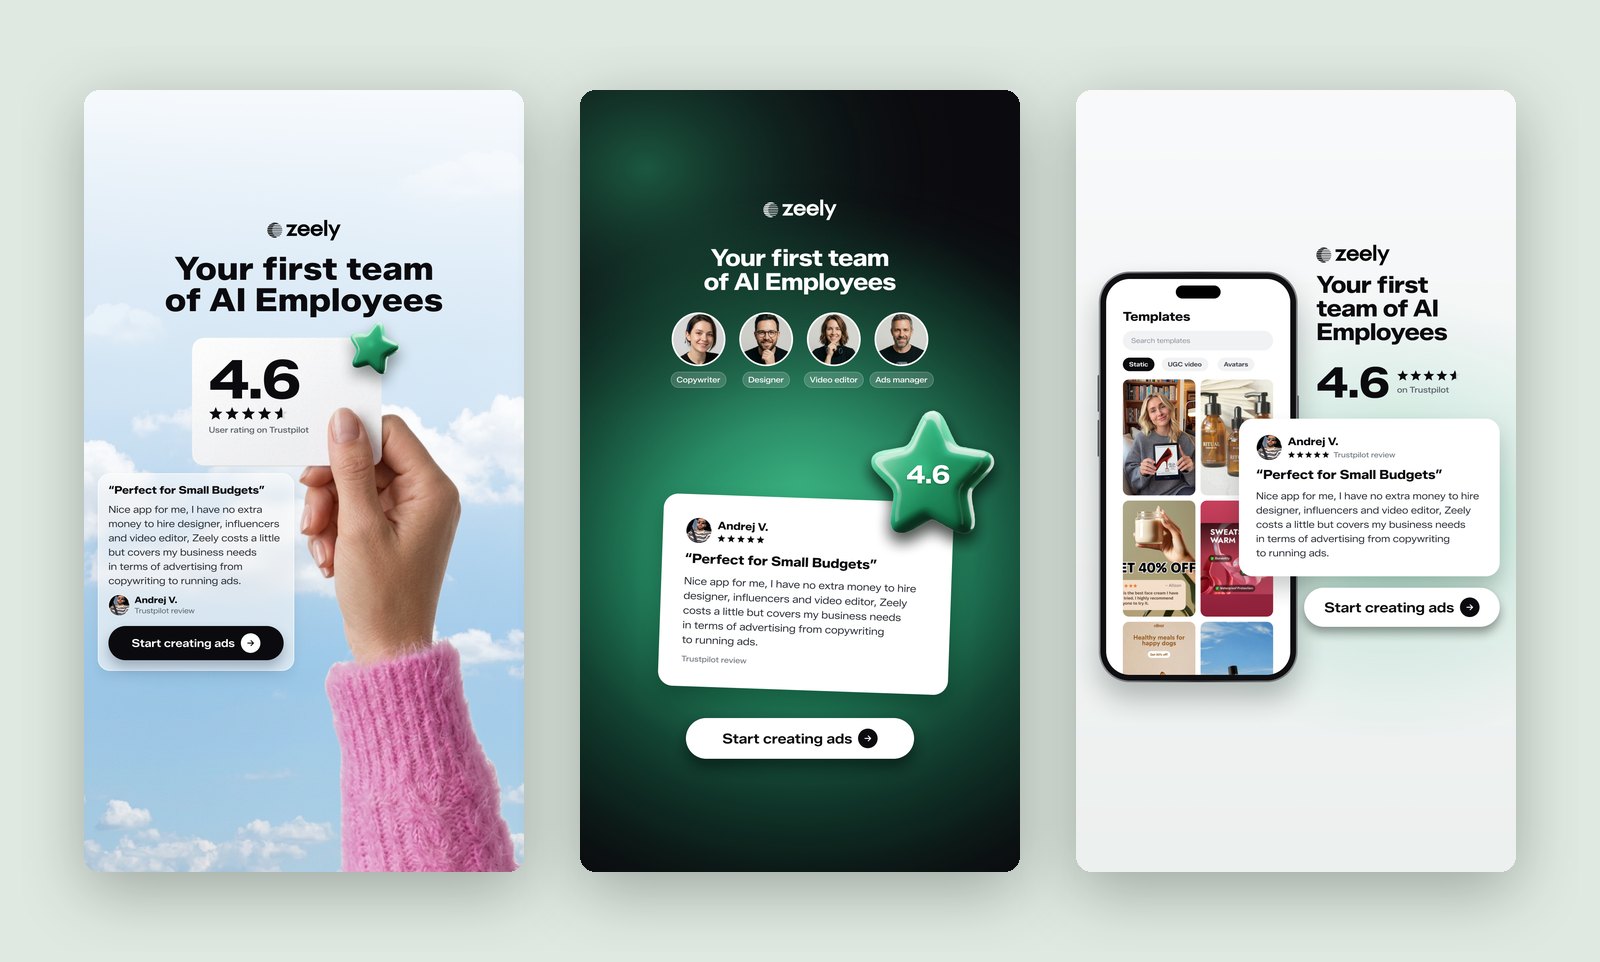 zeely
Your first team
of AI Employees
4.6
User rating on Trustpilot
“Perfect for Small Budgets”
Nice app for me, I have no extra
money to hire designer, influencers
and video editor, Zeely costs a little
but covers my business needs
in terms of advertising from
copywriting to running ads.
Andrej V.
Trustpilot review
Start creating ads
zeely
Your first team
of AI Employees
Copywriter
Designer
Video editor
Ads manager
4.6
Andrej V.
“Perfect for Small Budgets”
Nice app for me, I have no extra money to hire
designer, influencers and video editor, Zeely
costs a little but covers my business needs
in terms of advertising from copywriting
to running ads.
Trustpilot review
Start creating ads
zeely
Your first
team of AI
Employees
4.6
on Trustpilot
Templates
Search templates
Static
UGC video
Avatars
RITUAL
SWEAT
WARM
ET 40% OFF
Healthy meals for
happy dogs
Andrej V.
Trustpilot review
“Perfect for Small Budgets”
Nice app for me, I have no extra money to hire
designer, influencers and video editor, Zeely
costs a little but covers my business needs
in terms of advertising from copywriting
to running ads.
Start creating ads